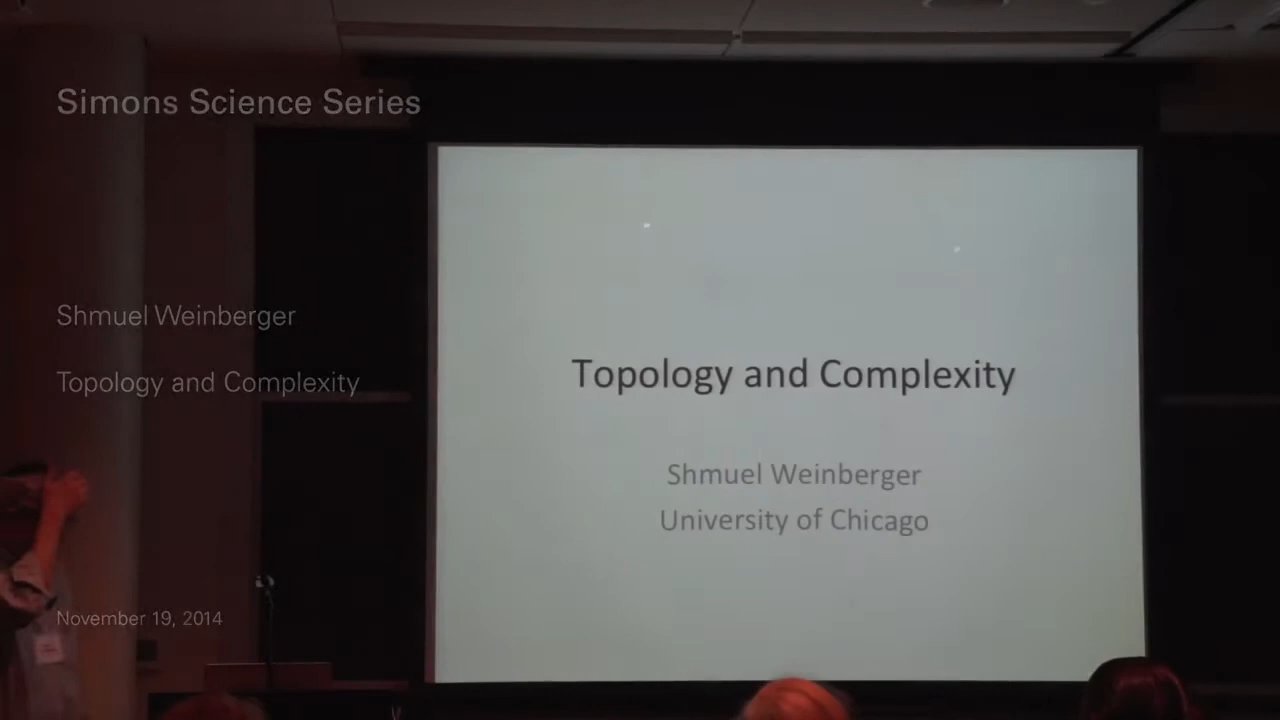 Simons Science Series
Shmuel Weinberger
Topology and Complexity
November 19, 2014
Topology and Complexity
Shmuel Weinberger
University of Chicago